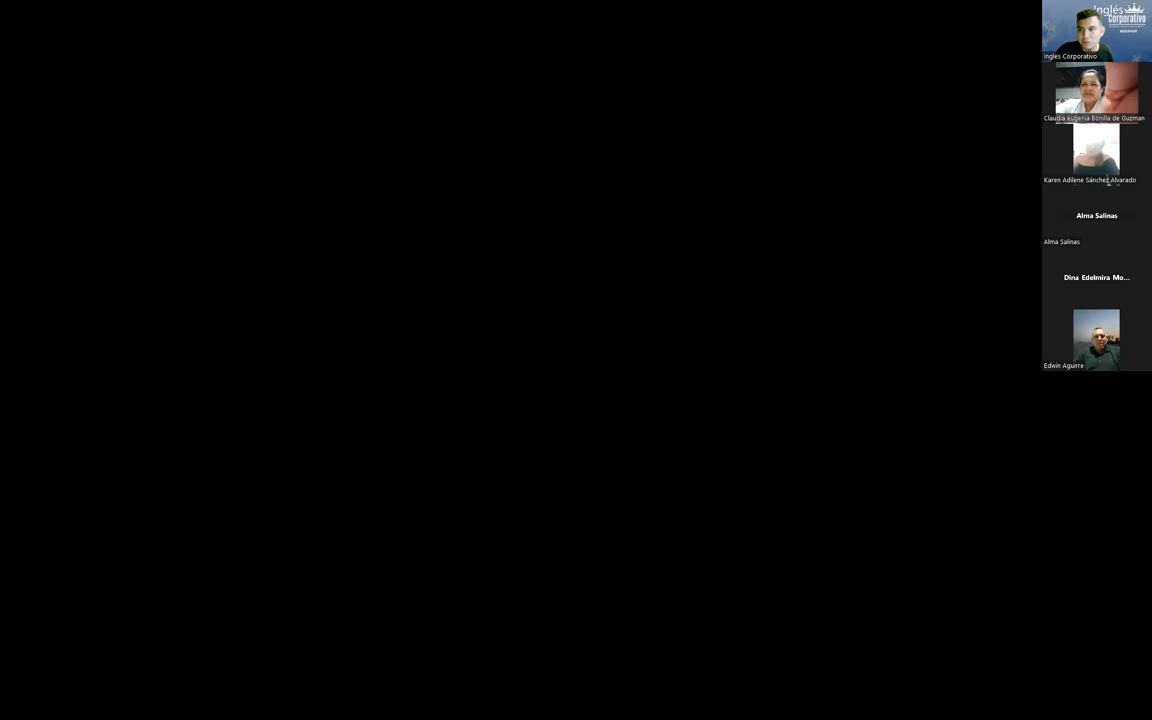 Inglés
Corporativo
BEGINNER
Ingles Corporativo
Claudia eugenia Bonilla de Guzman
Karen Adilene Sánchez Alvarado
Alma Salinas
Alma Salinas
Dina Edelmira Mo...
Edwin Aguirre